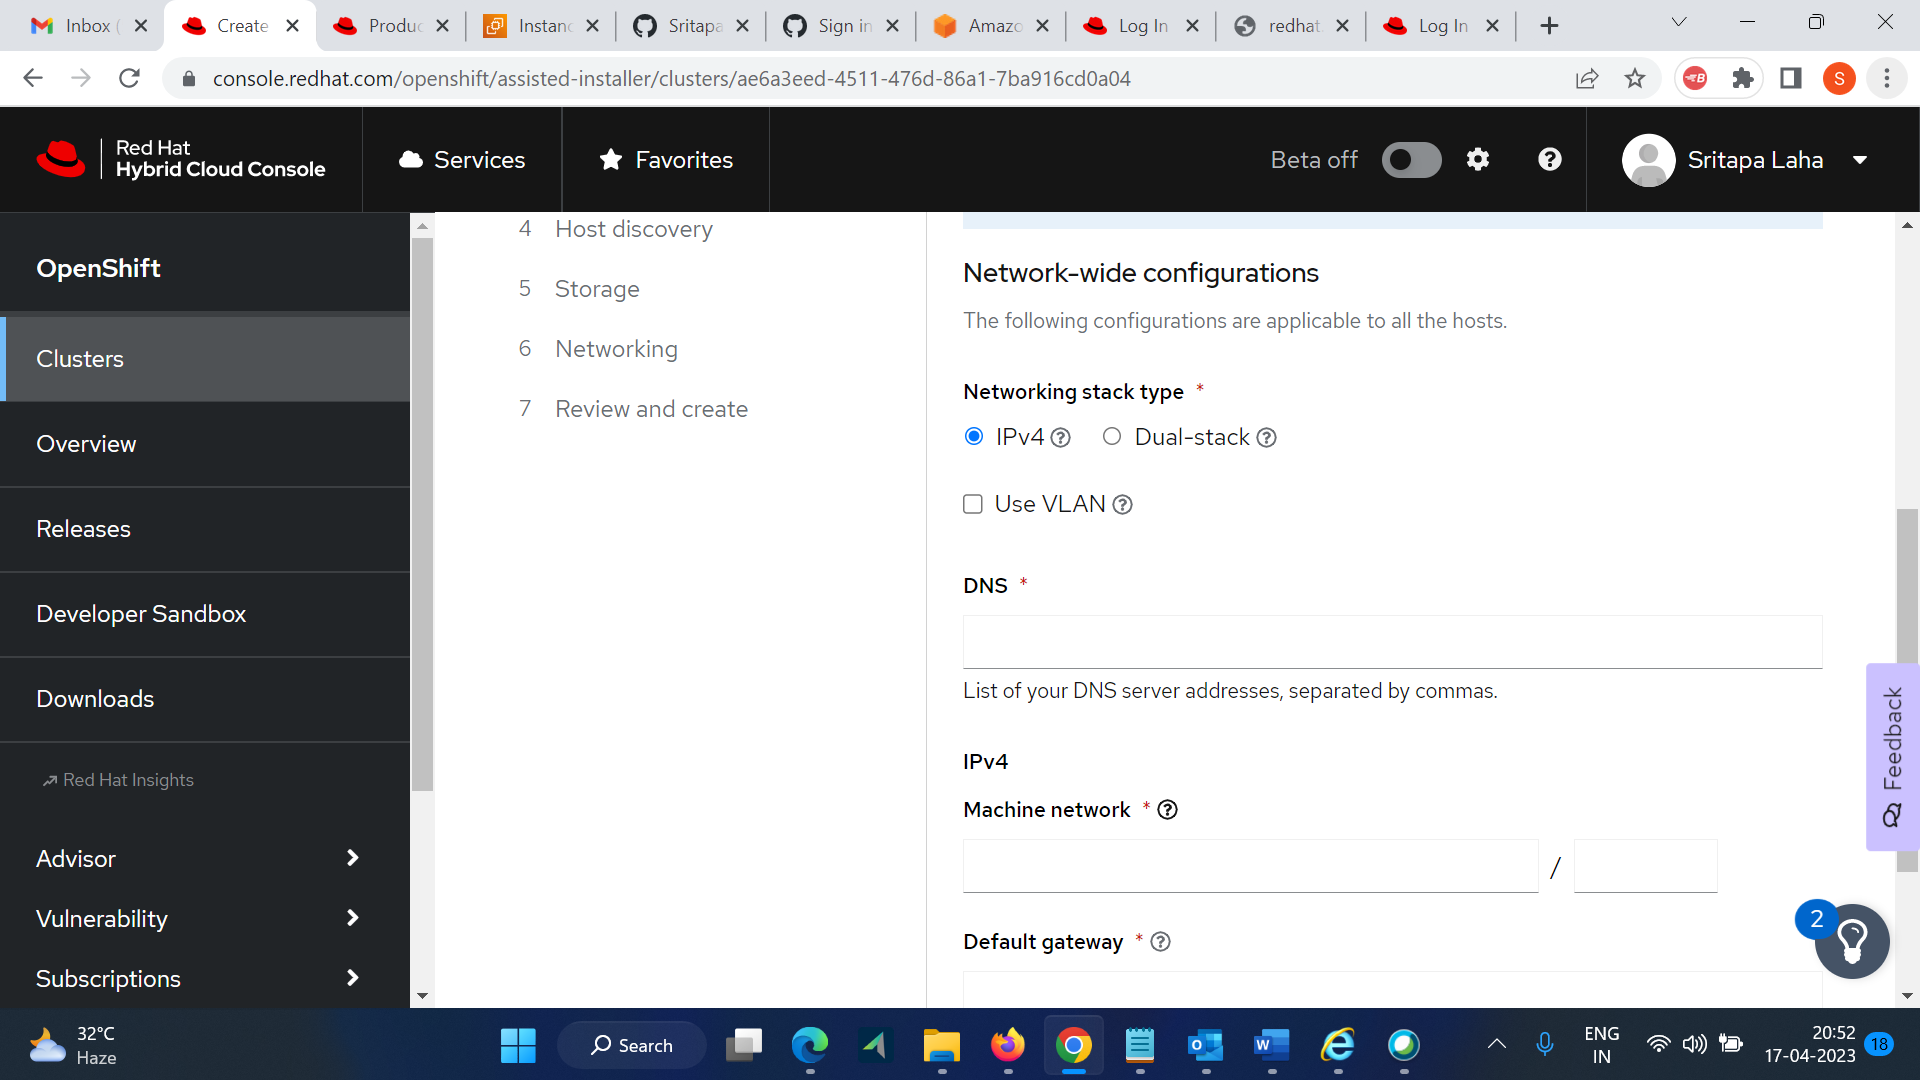 Inbox (
Create
Produc
Instanc
Sritapa
Sign in
Amazo
Log In
redhat.
Log In
console.redhat.com/openshift/assisted-installer/clusters/ae6a3eed-4511-476d-86a1-7ba916cd0a04
S
Red Hat
Hybrid Cloud Console
Services
Favorites
Beta off
Sritapa Laha
OpenShift
Clusters
Overview
Releases
Developer Sandbox
Downloads
Red Hat Insights
Advisor
Vulnerability
Subscriptions
4 Host discovery
5 Storage
6 Networking
7 Review and create
Network-wide configurations
The following configurations are applicable to all the hosts.
Networking stack type *
IPv4 Dual-stack
Use VLAN
DNS *
List of your DNS server addresses, separated by commas.
IPv4
Machine network *
/
Default gateway *
Feedback
2
32°C
Haze
Search
ENG
IN
20:52
17-04-2023
18